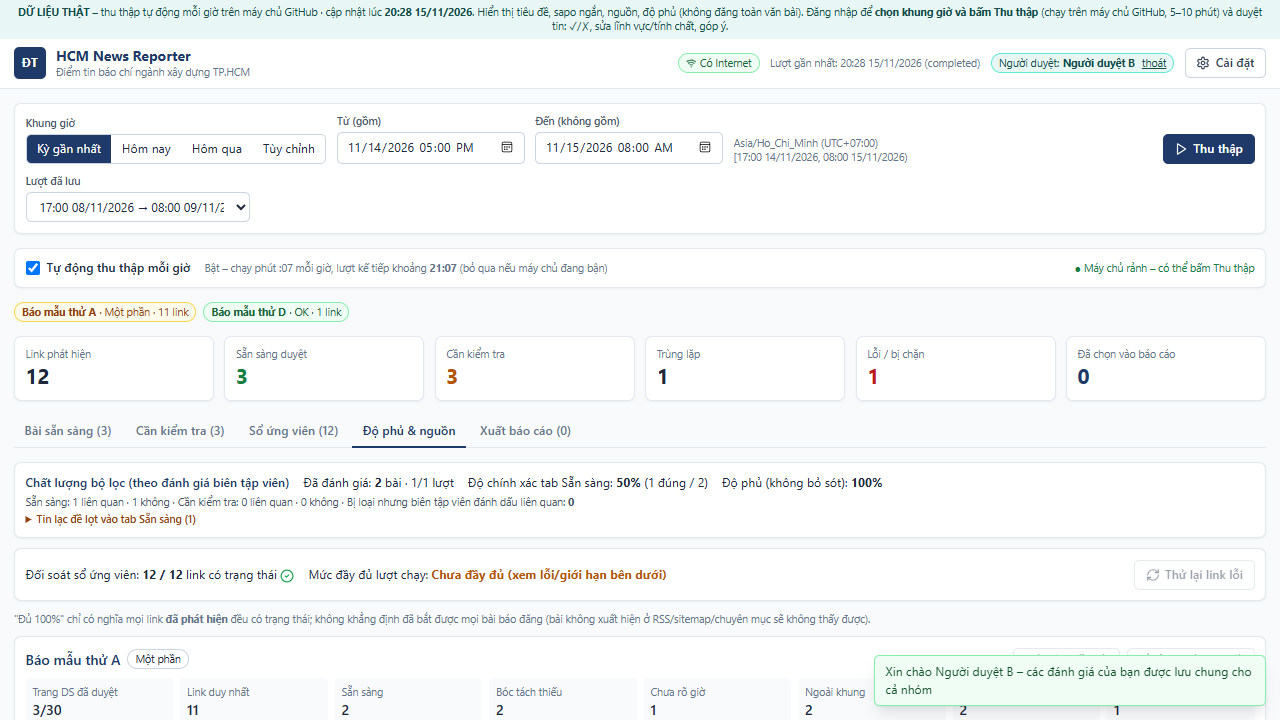 DỮ LIỆU THẬT – thu thập tự động mỗi giờ trên máy chủ GitHub · cập nhật lúc 20:28 15/11/2026. Hiển thị tiêu đề, sapo ngắn, nguồn, độ phủ (không đăng toàn văn bài). Đăng nhập để chọn khung giờ và bấm Thu thập (chạy trên máy chủ GitHub, 5–10 phút) và duyệt
tin: ✓/X, sửa lĩnh vực/tính chất, góp ý.
ĐT
HCM News Reporter
Điểm tin báo chí ngành xây dựng TP.HCM
Có Internet
Lượt gần nhất: 20:28 15/11/2026 (completed)
Người duyệt: Người duyệt B thoát
Cài đặt
Khung giờ
Từ (gồm)
Đến (không gồm)
Kỳ gần nhất
Hôm nay
Hôm qua
Tùy chỉnh
11/14/2026 05:00 PM
11/15/2026 08:00 AM
Asia/Ho_Chi_Minh (UTC+07:00)
[17:00 14/11/2026, 08:00 15/11/2026)
Thu thập
Lượt đã lưu
17:00 08/11/2026 → 08:00 09/11/2
Tự động thu thập mỗi giờ
Bật – chạy phút :07 mỗi giờ, lượt kế tiếp khoảng 21:07 (bỏ qua nếu máy chủ đang bận)
● Máy chủ rảnh – có thể bấm Thu thập
Báo mẫu thử A · Một phần · 11 link
Báo mẫu thử D · OK · 1 link
Link phát hiện
12
Sẵn sàng duyệt
3
Cần kiểm tra
3
Trùng lặp
1
Lỗi / bị chặn
1
Đã chọn vào báo cáo
0
Bài sẵn sàng (3)
Cần kiểm tra (3)
Sổ ứng viên (12)
Độ phủ & nguồn
Xuất báo cáo (0)
Chất lượng bộ lọc (theo đánh giá biên tập viên) Đã đánh giá: 2 bài · 1/1 lượt Độ chính xác tab Sẵn sàng: 50% (1 đúng / 2) Độ phủ (không bỏ sót): 100%
Sẵn sàng: 1 liên quan · 1 không · Cần kiểm tra: 0 liên quan · 0 không · Bị loại nhưng biên tập viên đánh dấu liên quan: 0
▶ Tin lạc đề lọt vào tab Sẵn sàng (1)
Đối soát sổ ứng viên: 12 / 12 link có trạng thái
Mức đầy đủ lượt chạy: Chưa đầy đủ (xem lỗi/giới hạn bên dưới)
Thử lại link lỗi
"Đủ 100%" chỉ có nghĩa mọi link đã phát hiện đều có trạng thái; không khẳng định đã bắt được mọi bài báo đăng (bài không xuất hiện ở RSS/sitemap/chuyên mục sẽ không thấy được).
Báo mẫu thử A
Một phần
Trang DS đã duyệt
3/30
Link duy nhất
11
Sẵn sàng
2
Bóc tách thiếu
2
Chưa rõ giờ
1
Ngoài khung
2
2
1
Xin chào Người duyệt B – các đánh giá của bạn được lưu chung cho
cả nhóm